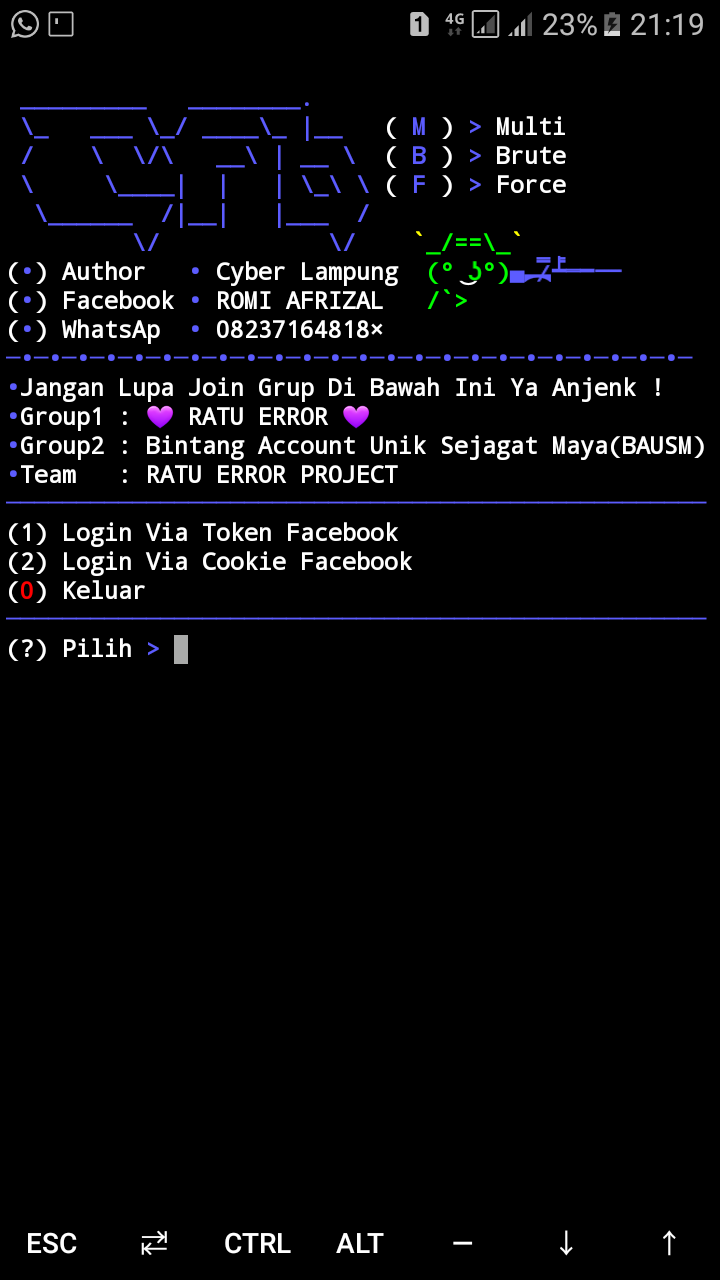 1 4G 23% 21:19
( M ) > Multi
( B ) > Brute
( F ) > Force
(•) Author • Cyber Lampung
(•) Facebook • ROMI AFRIZAL
(•) WhatsAp • 08237164818×
•Jangan Lupa Join Grup Di Bawah Ini Ya Anjenk !
•Group1 : 💜 RATU ERROR 💜
•Group2 : Bintang Account Unik Sejagat Maya(BAUSM)
•Team : RATU ERROR PROJECT
(1) Login Via Token Facebook
(2) Login Via Cookie Facebook
(0) Keluar
(?) Pilih >
ESC CTRL ALT – ↓ ↑